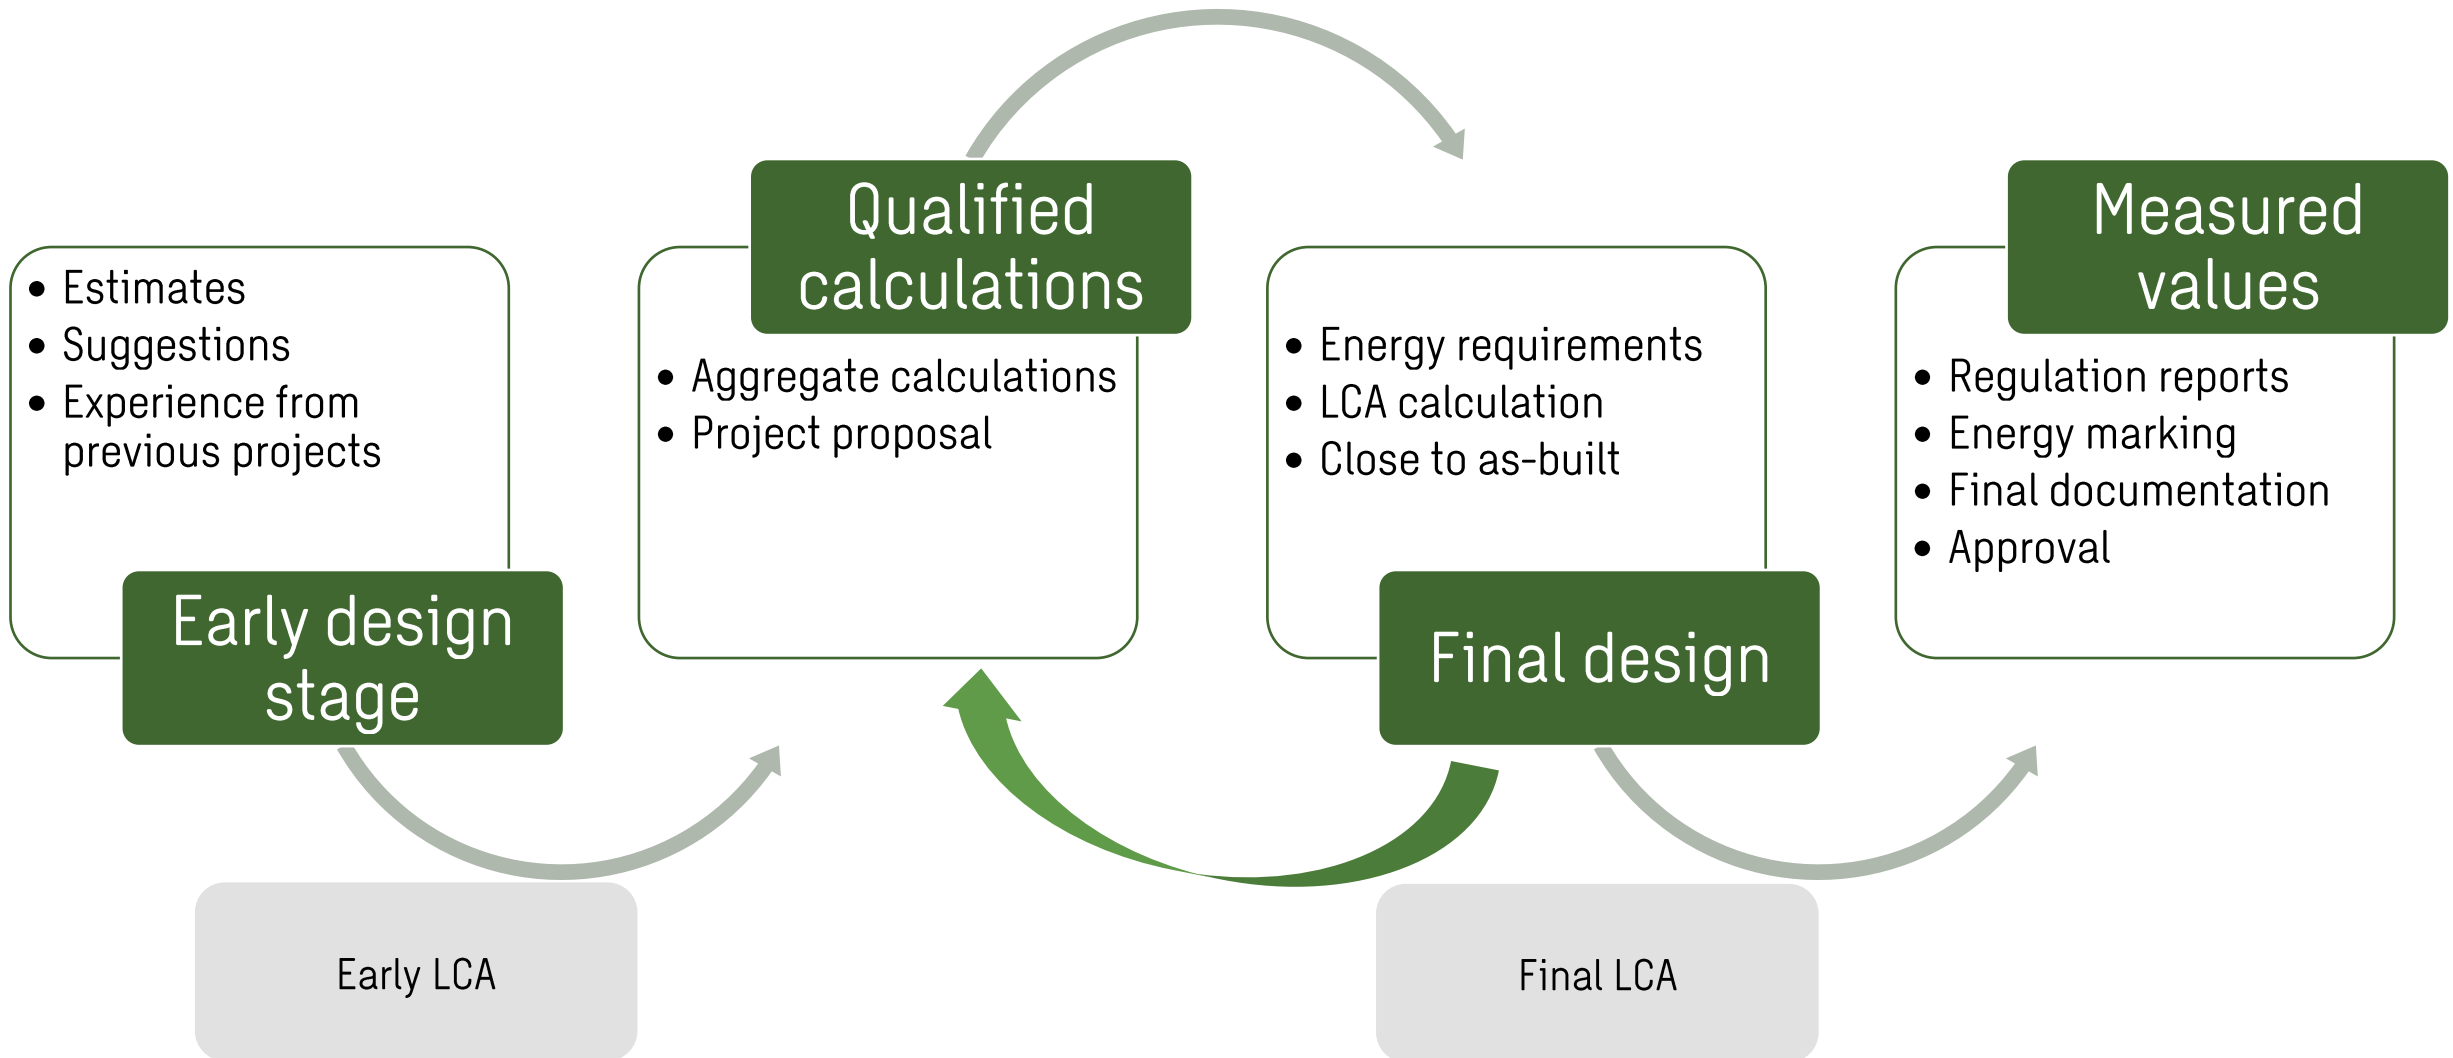 • Estimates
• Suggestions
• Experience from
previous projects
Early design
stage
Qualified
calculations
• Aggregate calculations
• Project proposal
• Energy requirements
• LCA calculation
• Close to as-built
Final design
Measured
values
• Regulation reports
• Energy marking
• Final documentation
• Approval
Early LCA
Final LCA